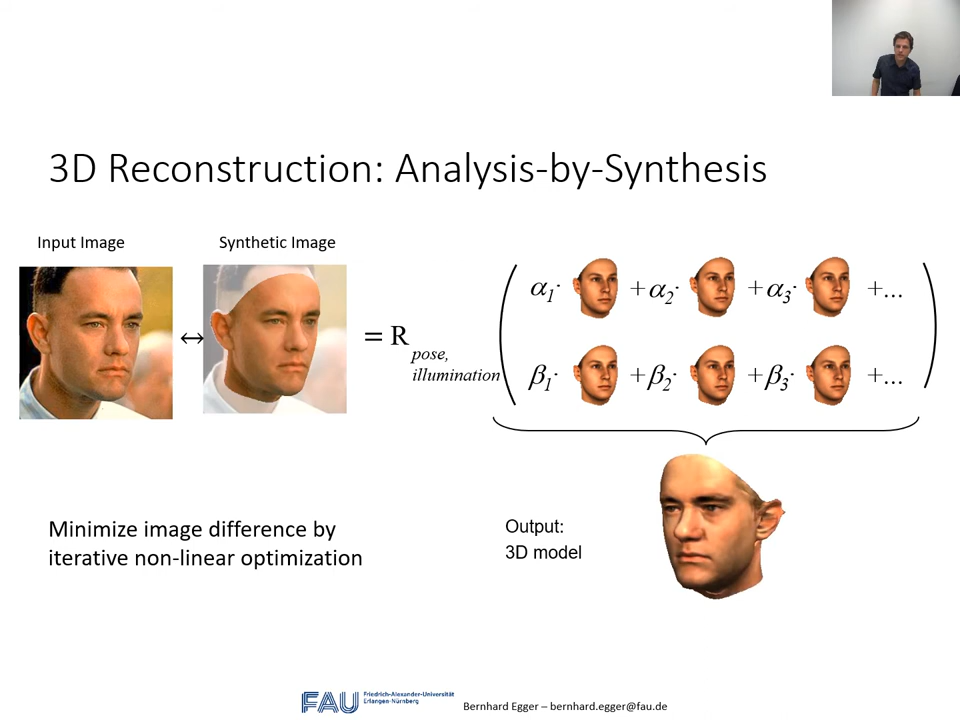 3D Reconstruction: Analysis-by-Synthesis
Input Image
Synthetic Image
↔
= R pose, illumination
( α1· + α2· + α3· +...
β1· + β2· + β3· +... )
Minimize image difference by
iterative non-linear optimization
Output:
3D model
FAU Friedrich-Alexander-Universität
Erlangen-Nürnberg
Bernhard Egger – bernhard.egger@fau.de